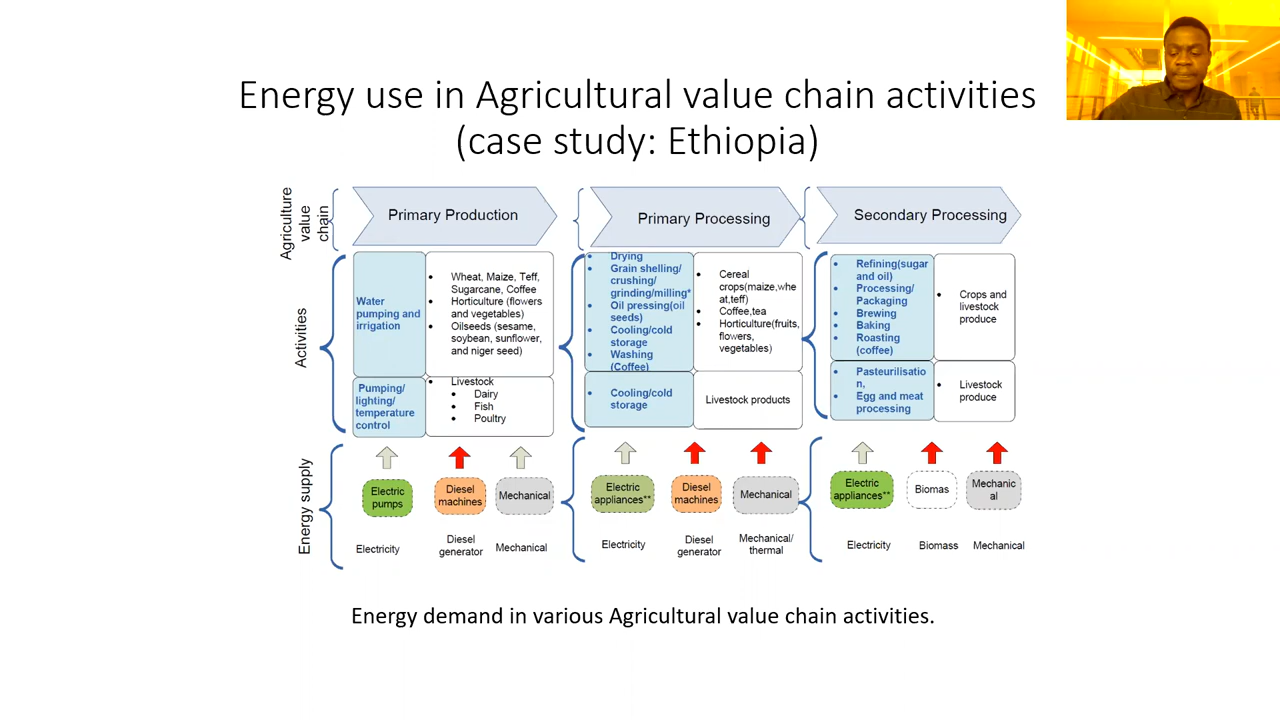 Energy use in Agricultural value chain activities
(case study: Ethiopia)
Agriculture
value
chain
Primary Production
Primary Processing
Secondary Processing
Activities
Water
pumping and
irrigation
• Wheat, Maize, Teff,
Sugarcane, Coffee
• Horticulture (flowers
and vegetables)
• Oilseeds (sesame,
soybean, sunflower,
and niger seed)
Pumping/
lighting/
temperature
control
• Livestock
• Dairy
• Fish
• Poultry
• Drying
• Grain shelling/
crushing/
grinding/milling*
• Oil pressing(oil
seeds)
• Cooling/cold
storage
• Washing
(Coffee)
• Cereal
crops(maize,whe
at,teff)
• Coffee,tea
• Horticulture(fruits,
flowers,
vegetables)
• Cooling/cold
storage
Livestock products
• Refining(sugar
and oil)
• Processing/
Packaging
• Brewing
• Baking
• Roasting
(coffee)
• Crops and
livestock
produce
• Pasteurilisatio
n,
• Egg and meat
processing
• Livestock
produce
Energy supply
Electric
pumps
Diesel
machines
Mechanical
Electric
appliances**
Diesel
machines
Mechanical
Electric
appliances**
Biomas
Mechanic
al
Electricity
Diesel
generator
Mechanical
Electricity
Diesel
generator
Mechanical/
thermal
Electricity
Biomass
Mechanical
Energy demand in various Agricultural value chain activities.